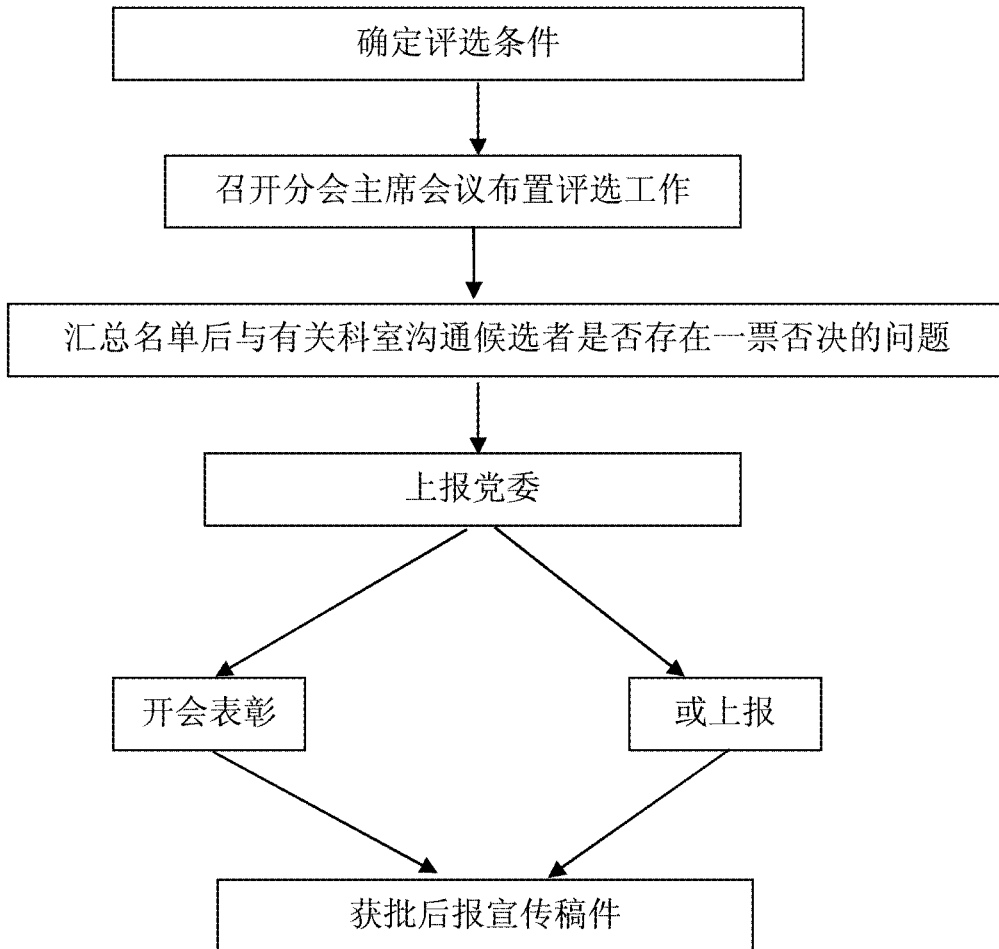 确定评选条件
召开分会主席会议布置评选工作
汇总名单后与有关科室沟通候选者是否存在一票否决的问题
上报党委
开会表彰
或上报
获批后报宣传稿件